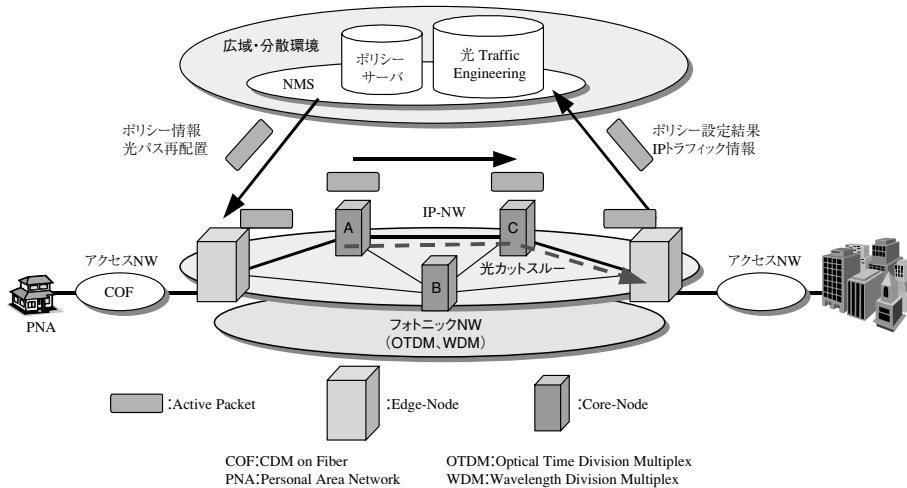 広域・分散環境
ポリシー
サーバ
光 Traffic
Engineering
NMS
ポリシー情報
光パス再配置
ポリシー設定結果
IPトラフィック情報
IP-NW
A
C
B
光カットスルー
アクセスNW
COF
PNA
アクセスNW
フォトニックNW
(OTDM、WDM)
:Active Packet
:Edge-Node
:Core-Node
COF:CDM on Fiber
OTDM:Optical Time Division Multiplex
PNA:Personal Area Network
WDM:Wavelength Division Multiplex